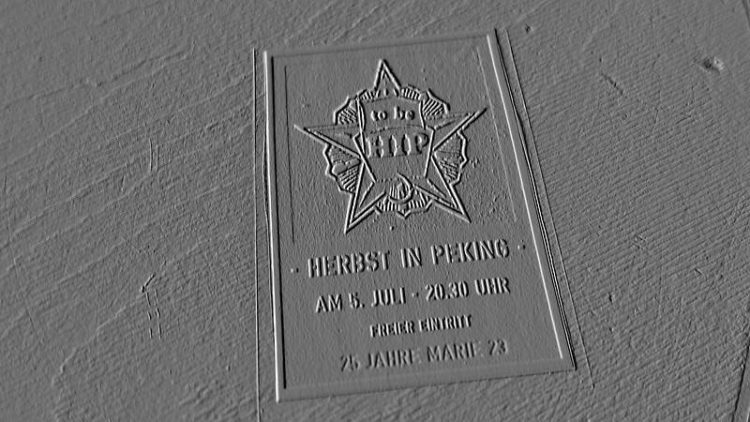 to be
HIP
· HERBST IN PEKING ·
AM 5. JULI · 20.30 UHR
FREIER EINTRITT
25 JAHRE MARIE 23